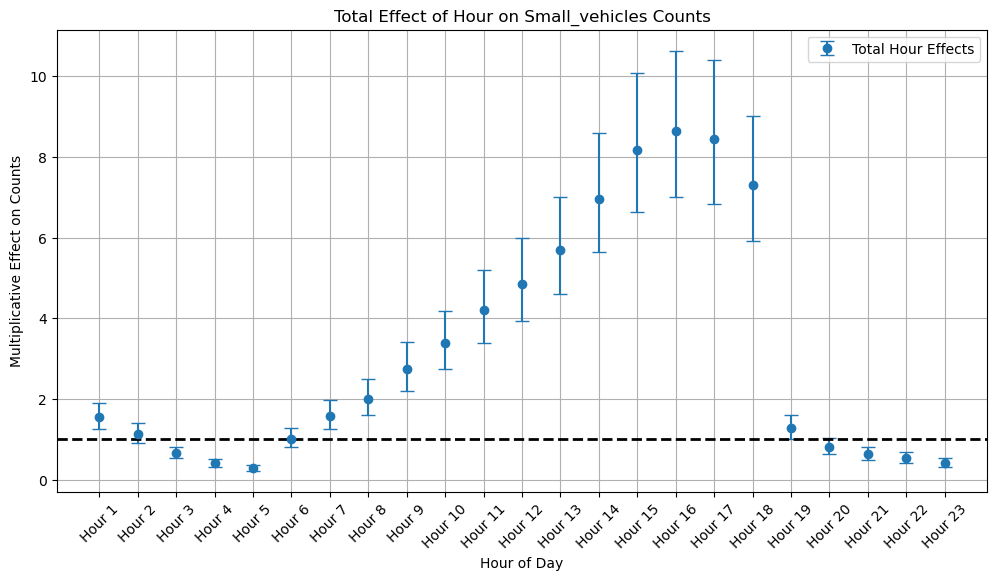 Total Effect of Hour on Small_vehicles Counts
Total Hour Effects
Multiplicative Effect on Counts
10
8
6
4
2
0
Hour 1
Hour 2
Hour 3
Hour 4
Hour 5
Hour 6
Hour 7
Hour 8
Hour 9
Hour 10
Hour 11
Hour 12
Hour 13
Hour 14
Hour 15
Hour 16
Hour 17
Hour 18
Hour 19
Hour 20
Hour 21
Hour 22
Hour 23
Hour of Day